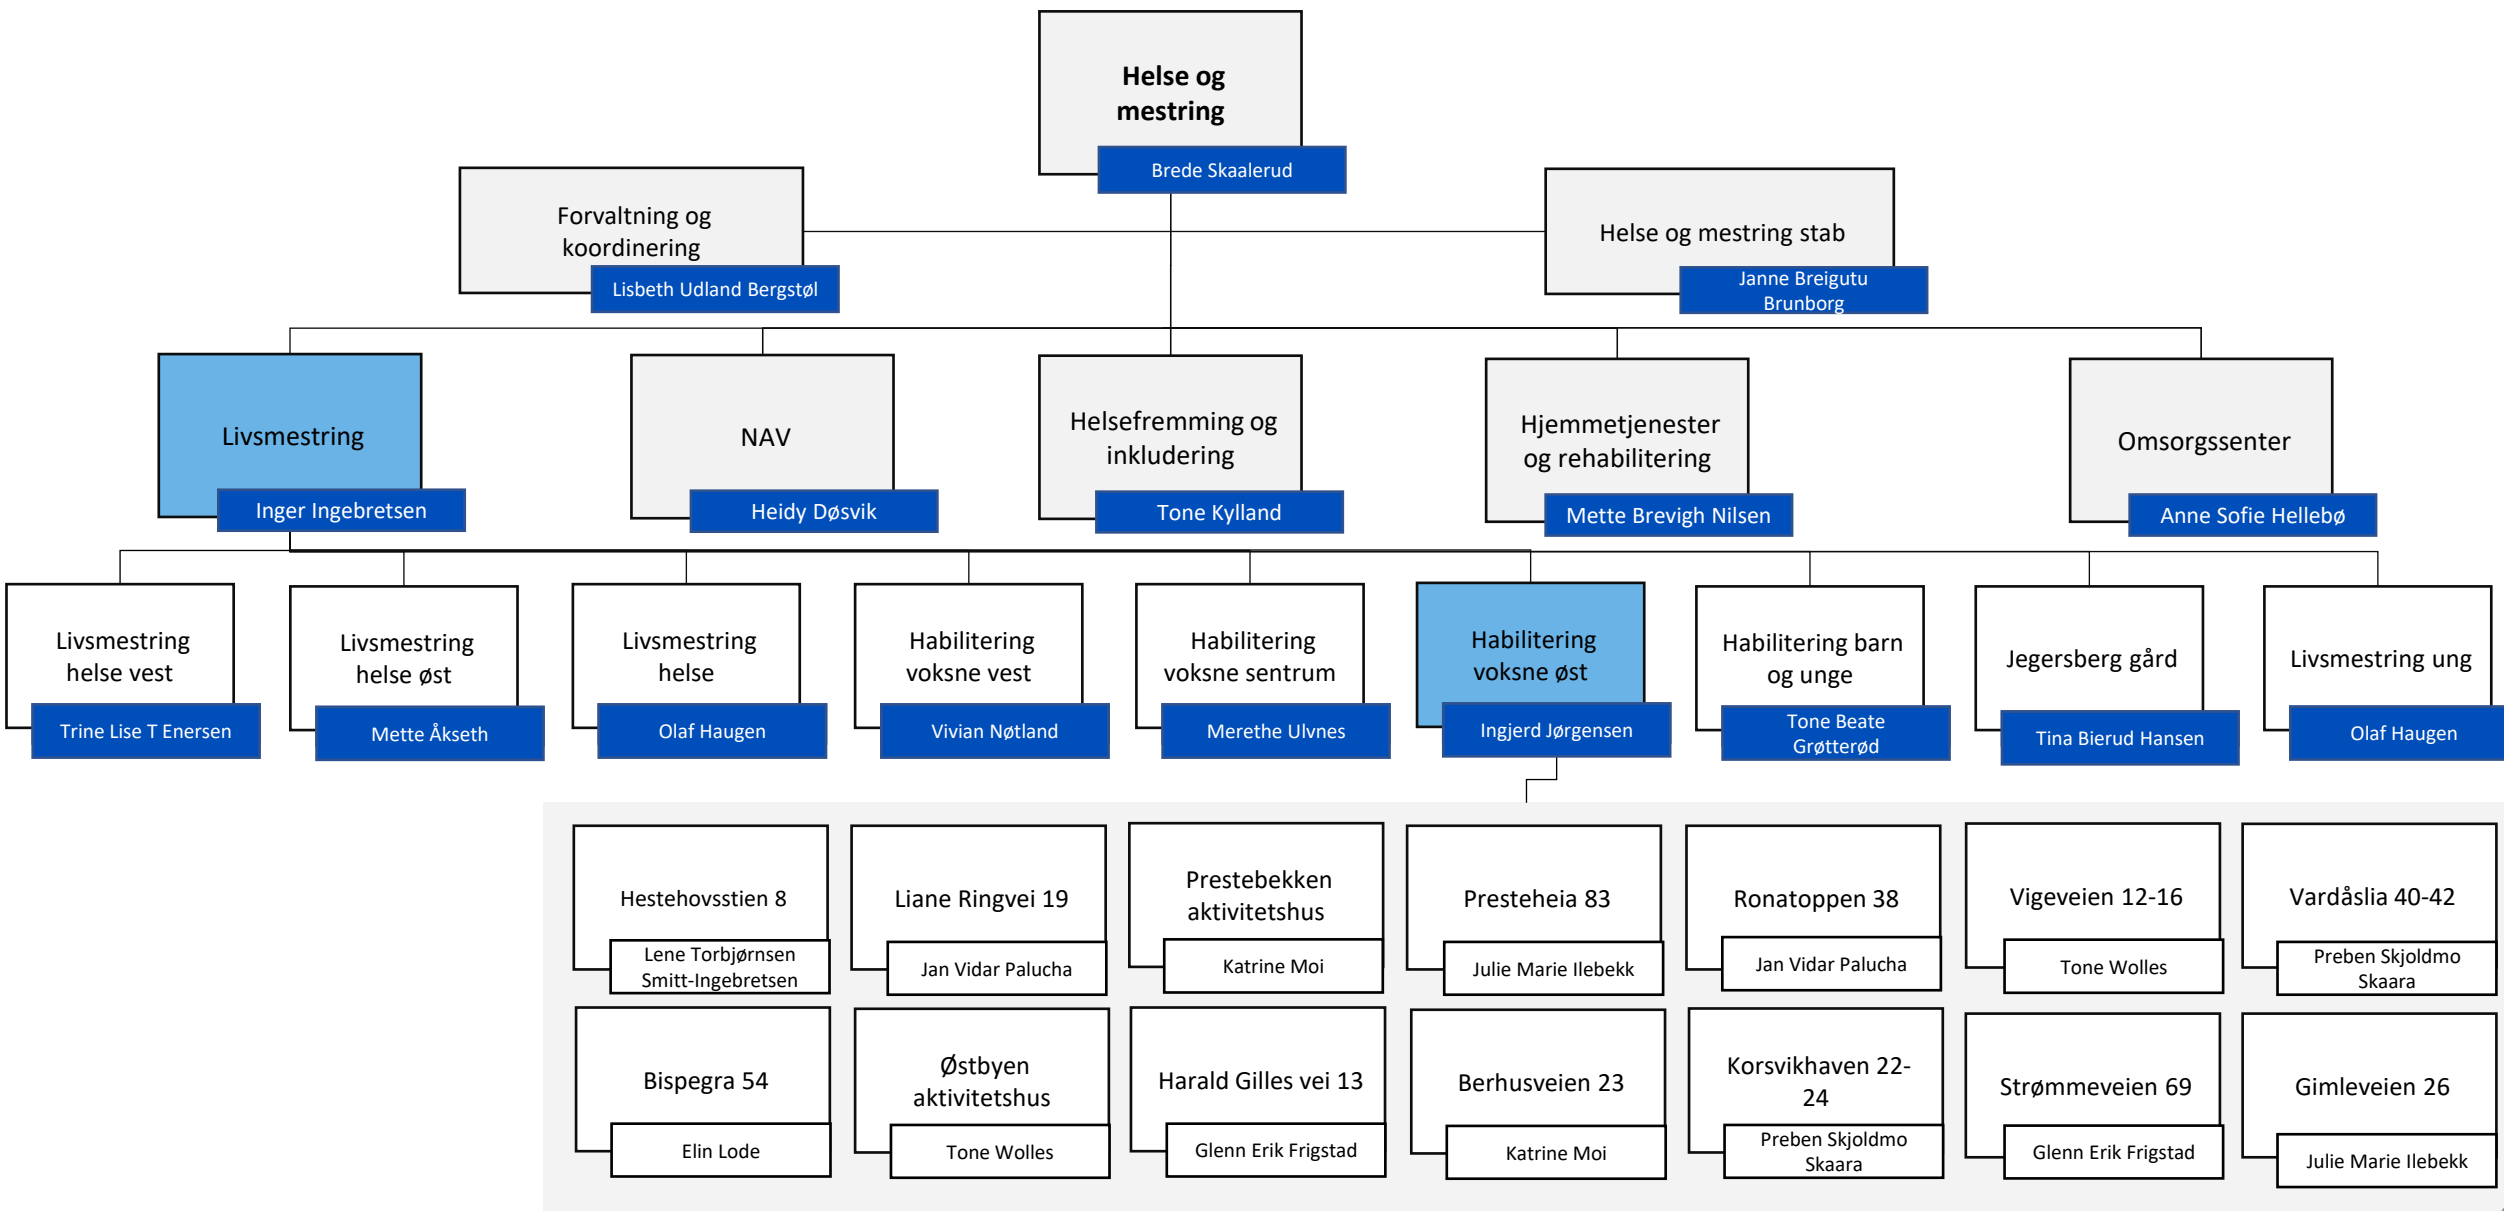 Helse og
mestring
Brede Skaalerud
Forvaltning og
koordinering
Lisbeth Udland Bergstøl
Helse og mestring stab
Janne Breigutu
Brunborg
Livsmestring
Inger Ingebretsen
NAV
Heidy Døsvik
Helsefremming og
inkludering
Tone Kylland
Hjemmetjenester
og rehabilitering
Mette Brevigh Nilsen
Omsorgssenter
Anne Sofie Hellebø
Livsmestring
helse vest
Trine Lise T Enersen
Livsmestring
helse øst
Mette Åkseth
Livsmestring
helse
Olaf Haugen
Habilitering
voksne vest
Vivian Nøtland
Habilitering
voksne sentrum
Merethe Ulvnes
Habilitering
voksne øst
Ingjerd Jørgensen
Habilitering barn
og unge
Tone Beate
Grøtterød
Jegersberg gård
Tina Bierud Hansen
Livsmestring ung
Olaf Haugen
Hestehovsstien 8
Lene Torbjørnsen
Smitt-Ingebretsen
Liane Ringvei 19
Jan Vidar Palucha
Prestebekken
aktivitetshus
Katrine Moi
Presteheia 83
Julie Marie Ilebekk
Ronatoppen 38
Jan Vidar Palucha
Vigeveien 12-16
Tone Wolles
Vardåslia 40-42
Preben Skjoldmo
Skaara
Bispegra 54
Elin Lode
Østbyen
aktivitetshus
Tone Wolles
Harald Gilles vei 13
Glenn Erik Frigstad
Berhusveien 23
Katrine Moi
Korsvikhaven 22-
24
Preben Skjoldmo
Skaara
Strømmeveien 69
Glenn Erik Frigstad
Gimleveien 26
Julie Marie Ilebekk